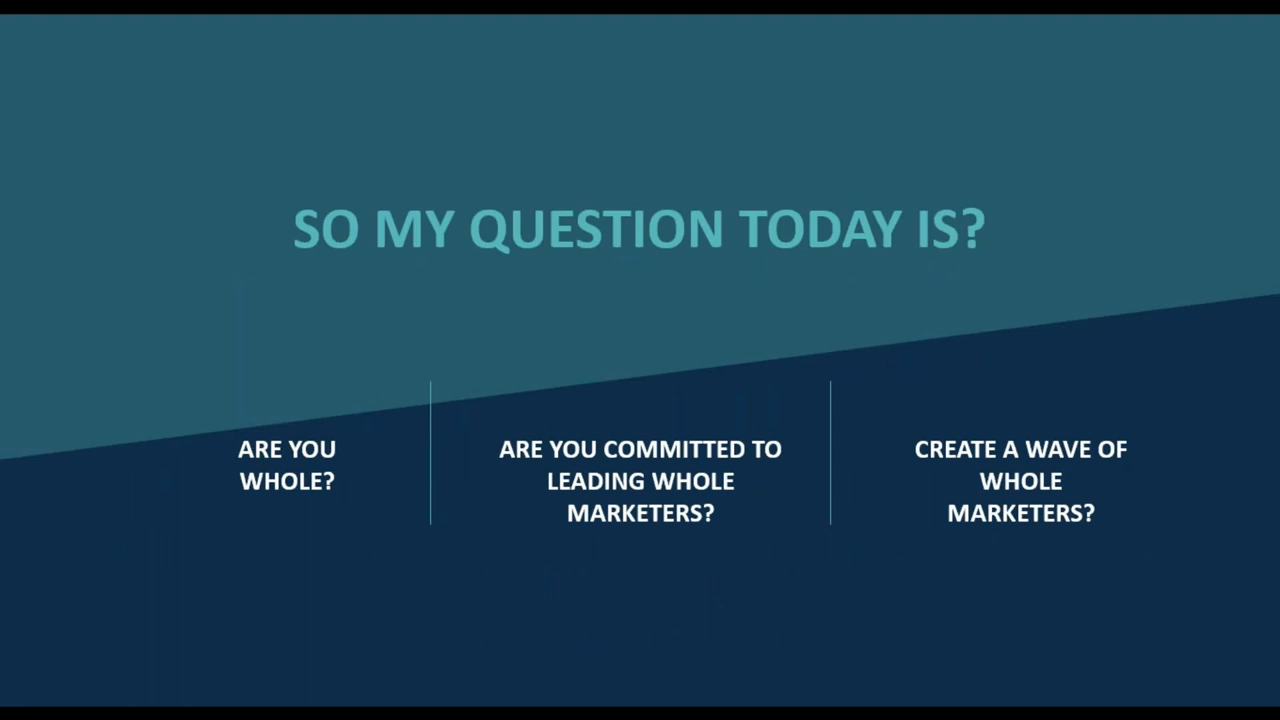 SO MY QUESTION TODAY IS?
ARE YOU
WHOLE?
ARE YOU COMMITTED TO
LEADING WHOLE
MARKETERS?
CREATE A WAVE OF
WHOLE
MARKETERS?